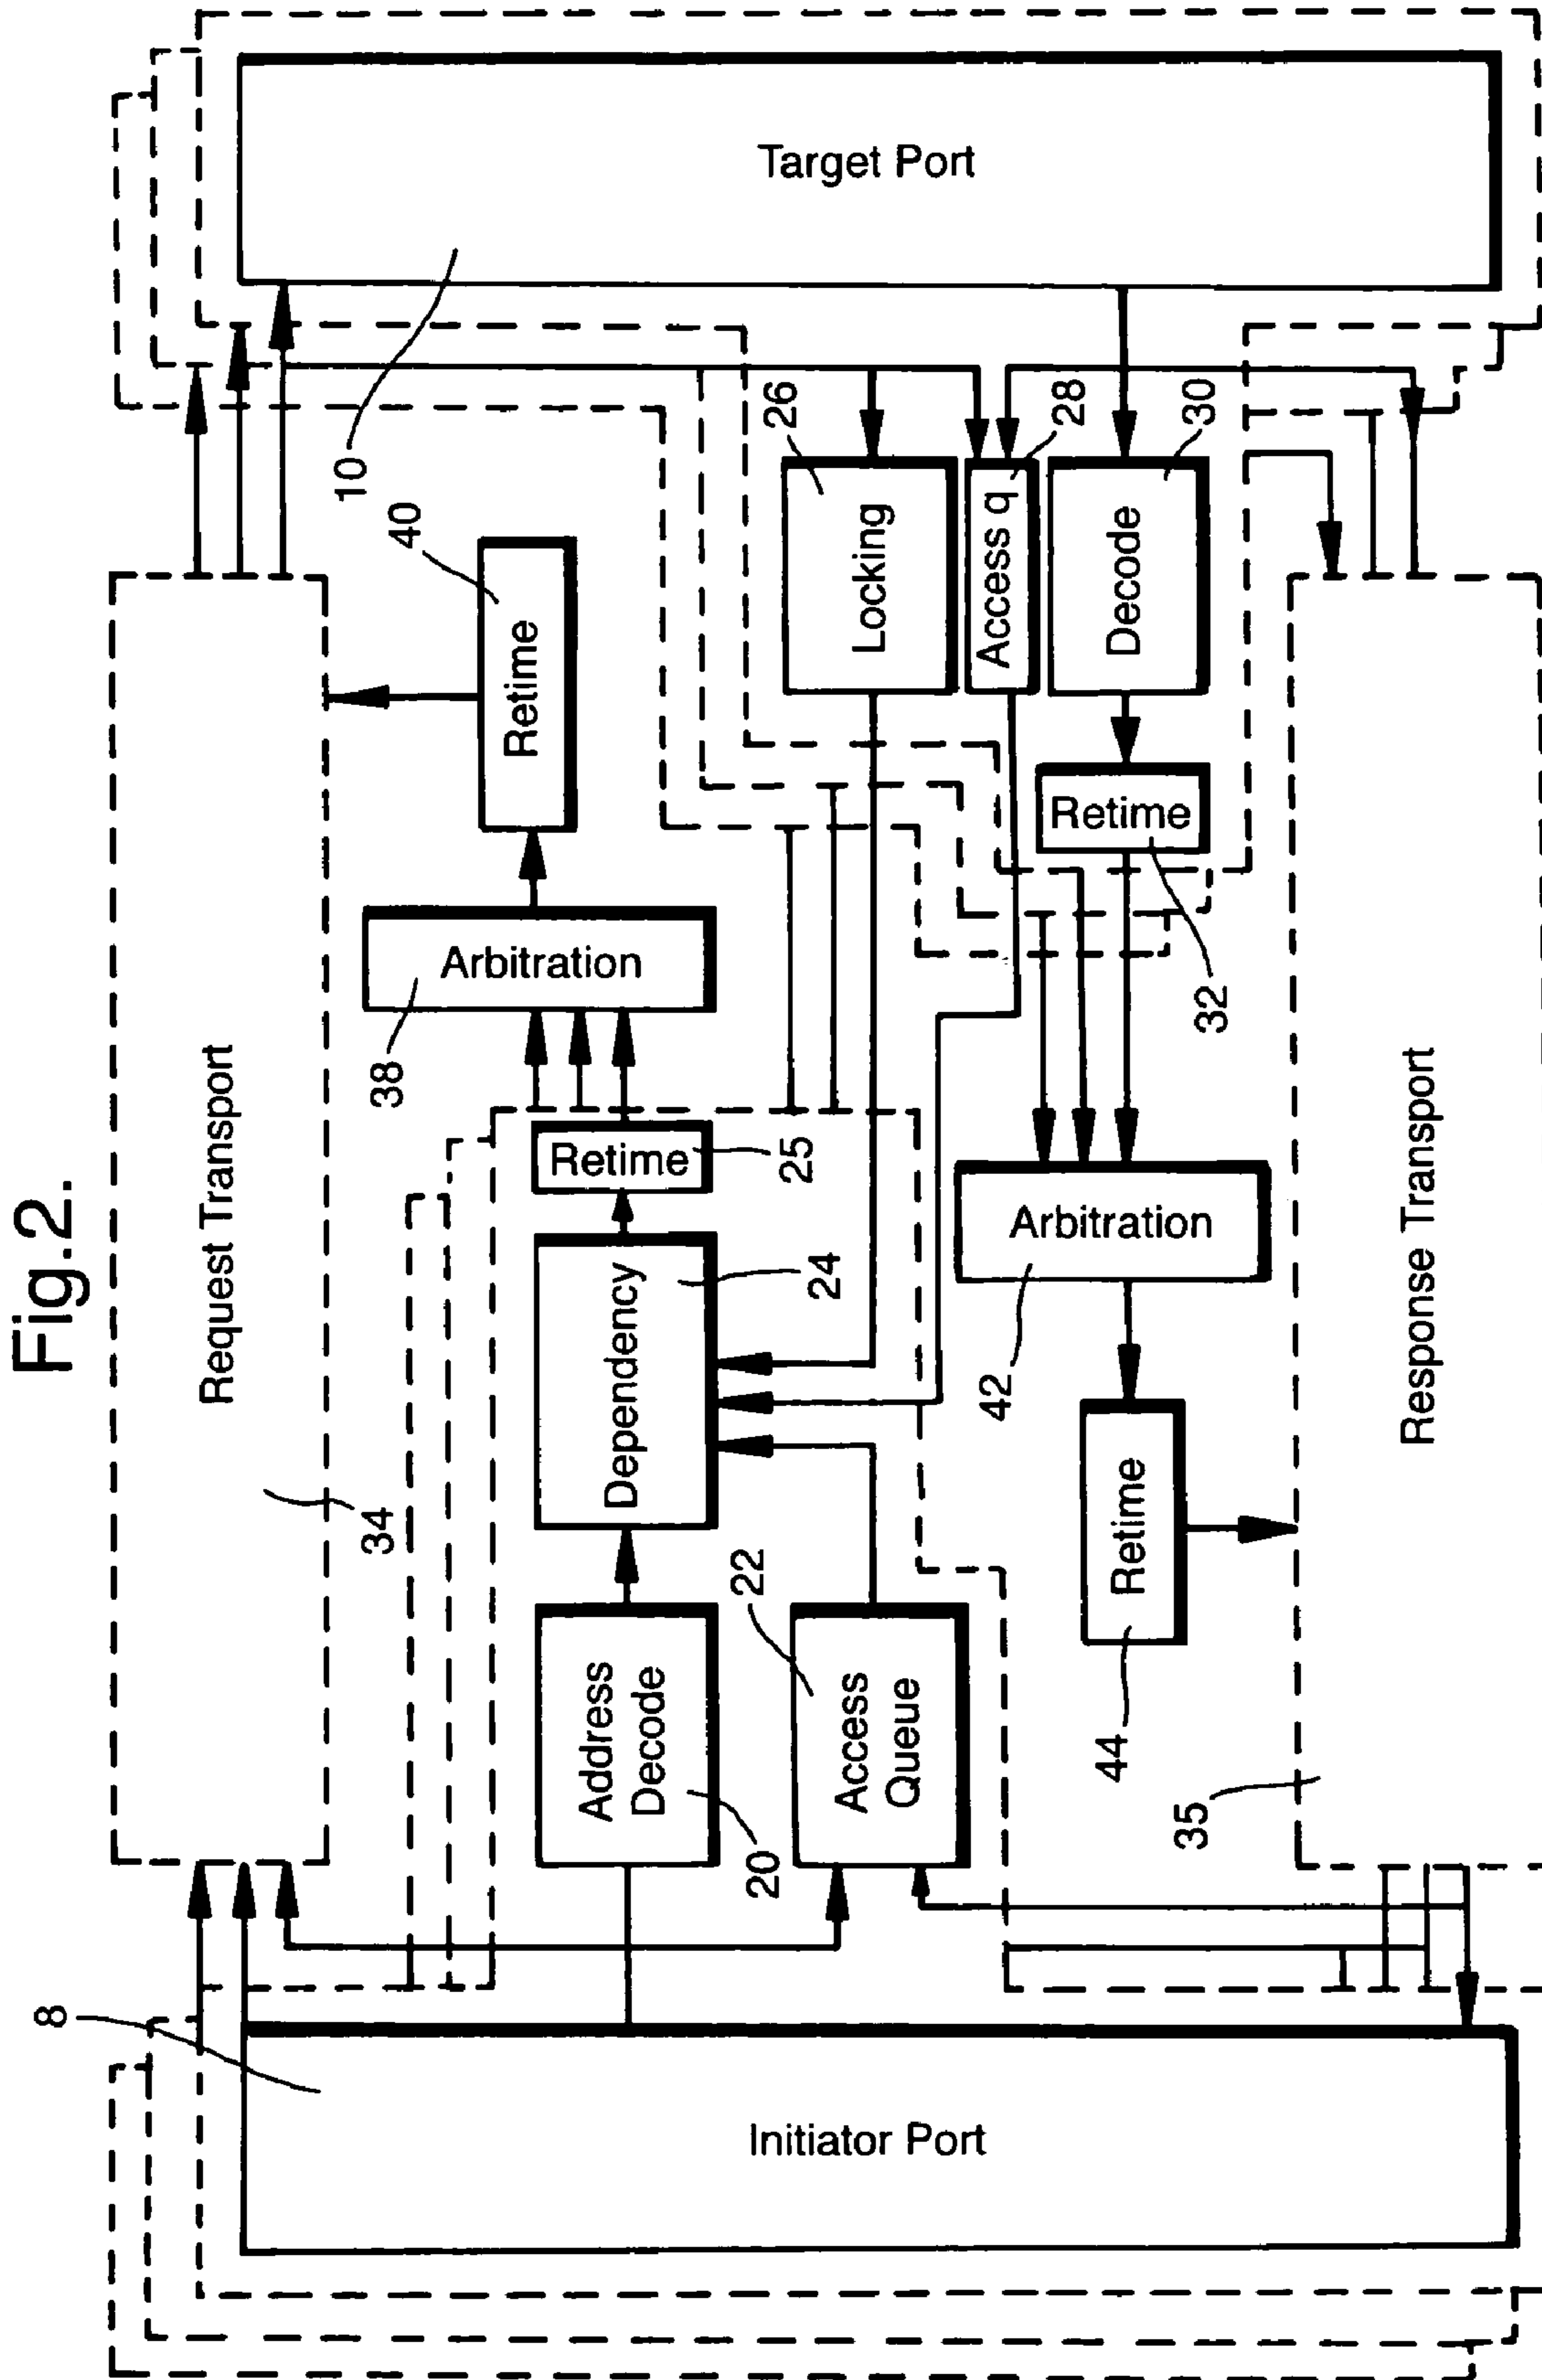 Fig.2.
8
Initiator Port
Request Transport
34
Address
Decode
20
Access
Queue
22
Dependency
24
Retime
25
Arbitration
38
Retime
40
Target Port
10
Locking
26
Access q
28
Decode
30
Retime
32
Arbitration
42
Retime
44
Response Transport
35